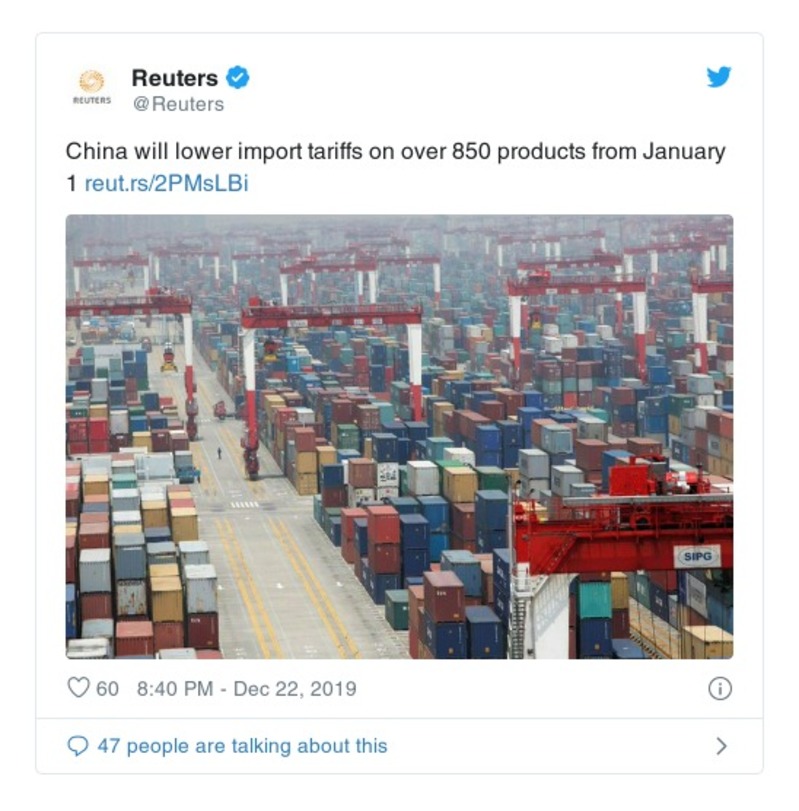 Reuters
REUTERS
@Reuters
China will lower import tariffs on over 850 products from January
1 reut.rs/2PMsLBi
SIPG
60 8:40 PM - Dec 22, 2019
47 people are talking about this